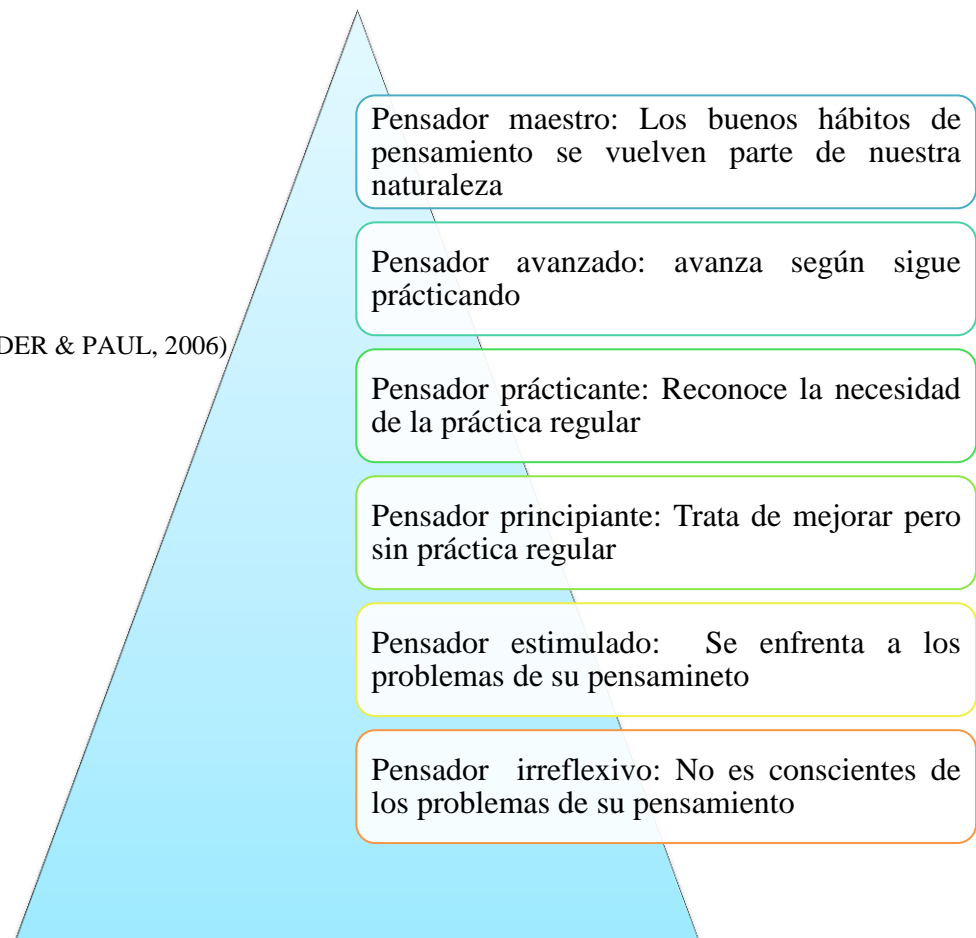 Pensador maestro: Los buenos hábitos de
pensamiento se vuelven parte de nuestra
naturaleza
Pensador avanzado: avanza según sigue
prácticando
DER & PAUL, 2006)
Pensador prácticante: Reconoce la necesidad
de la práctica regular
Pensador principiante: Trata de mejorar pero
sin práctica regular
Pensador estimulado: Se enfrenta a los
problemas de su pensamineto
Pensador irreflexivo: No es conscientes de
los problemas de su pensamiento